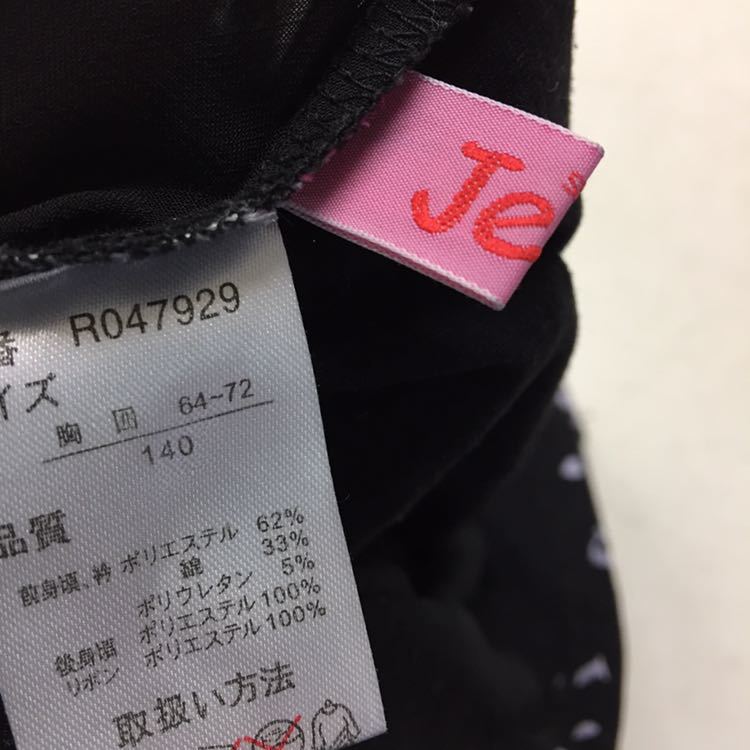 Je
番 R047929
イズ
胸 囲 64~72
140
品質
前身頃、衿 ポリエステル 62%
綿 33%
ポリウレタン 5%
ポリエステル 100%
後身頃 ポリエステル 100%
リボン
取扱い方法